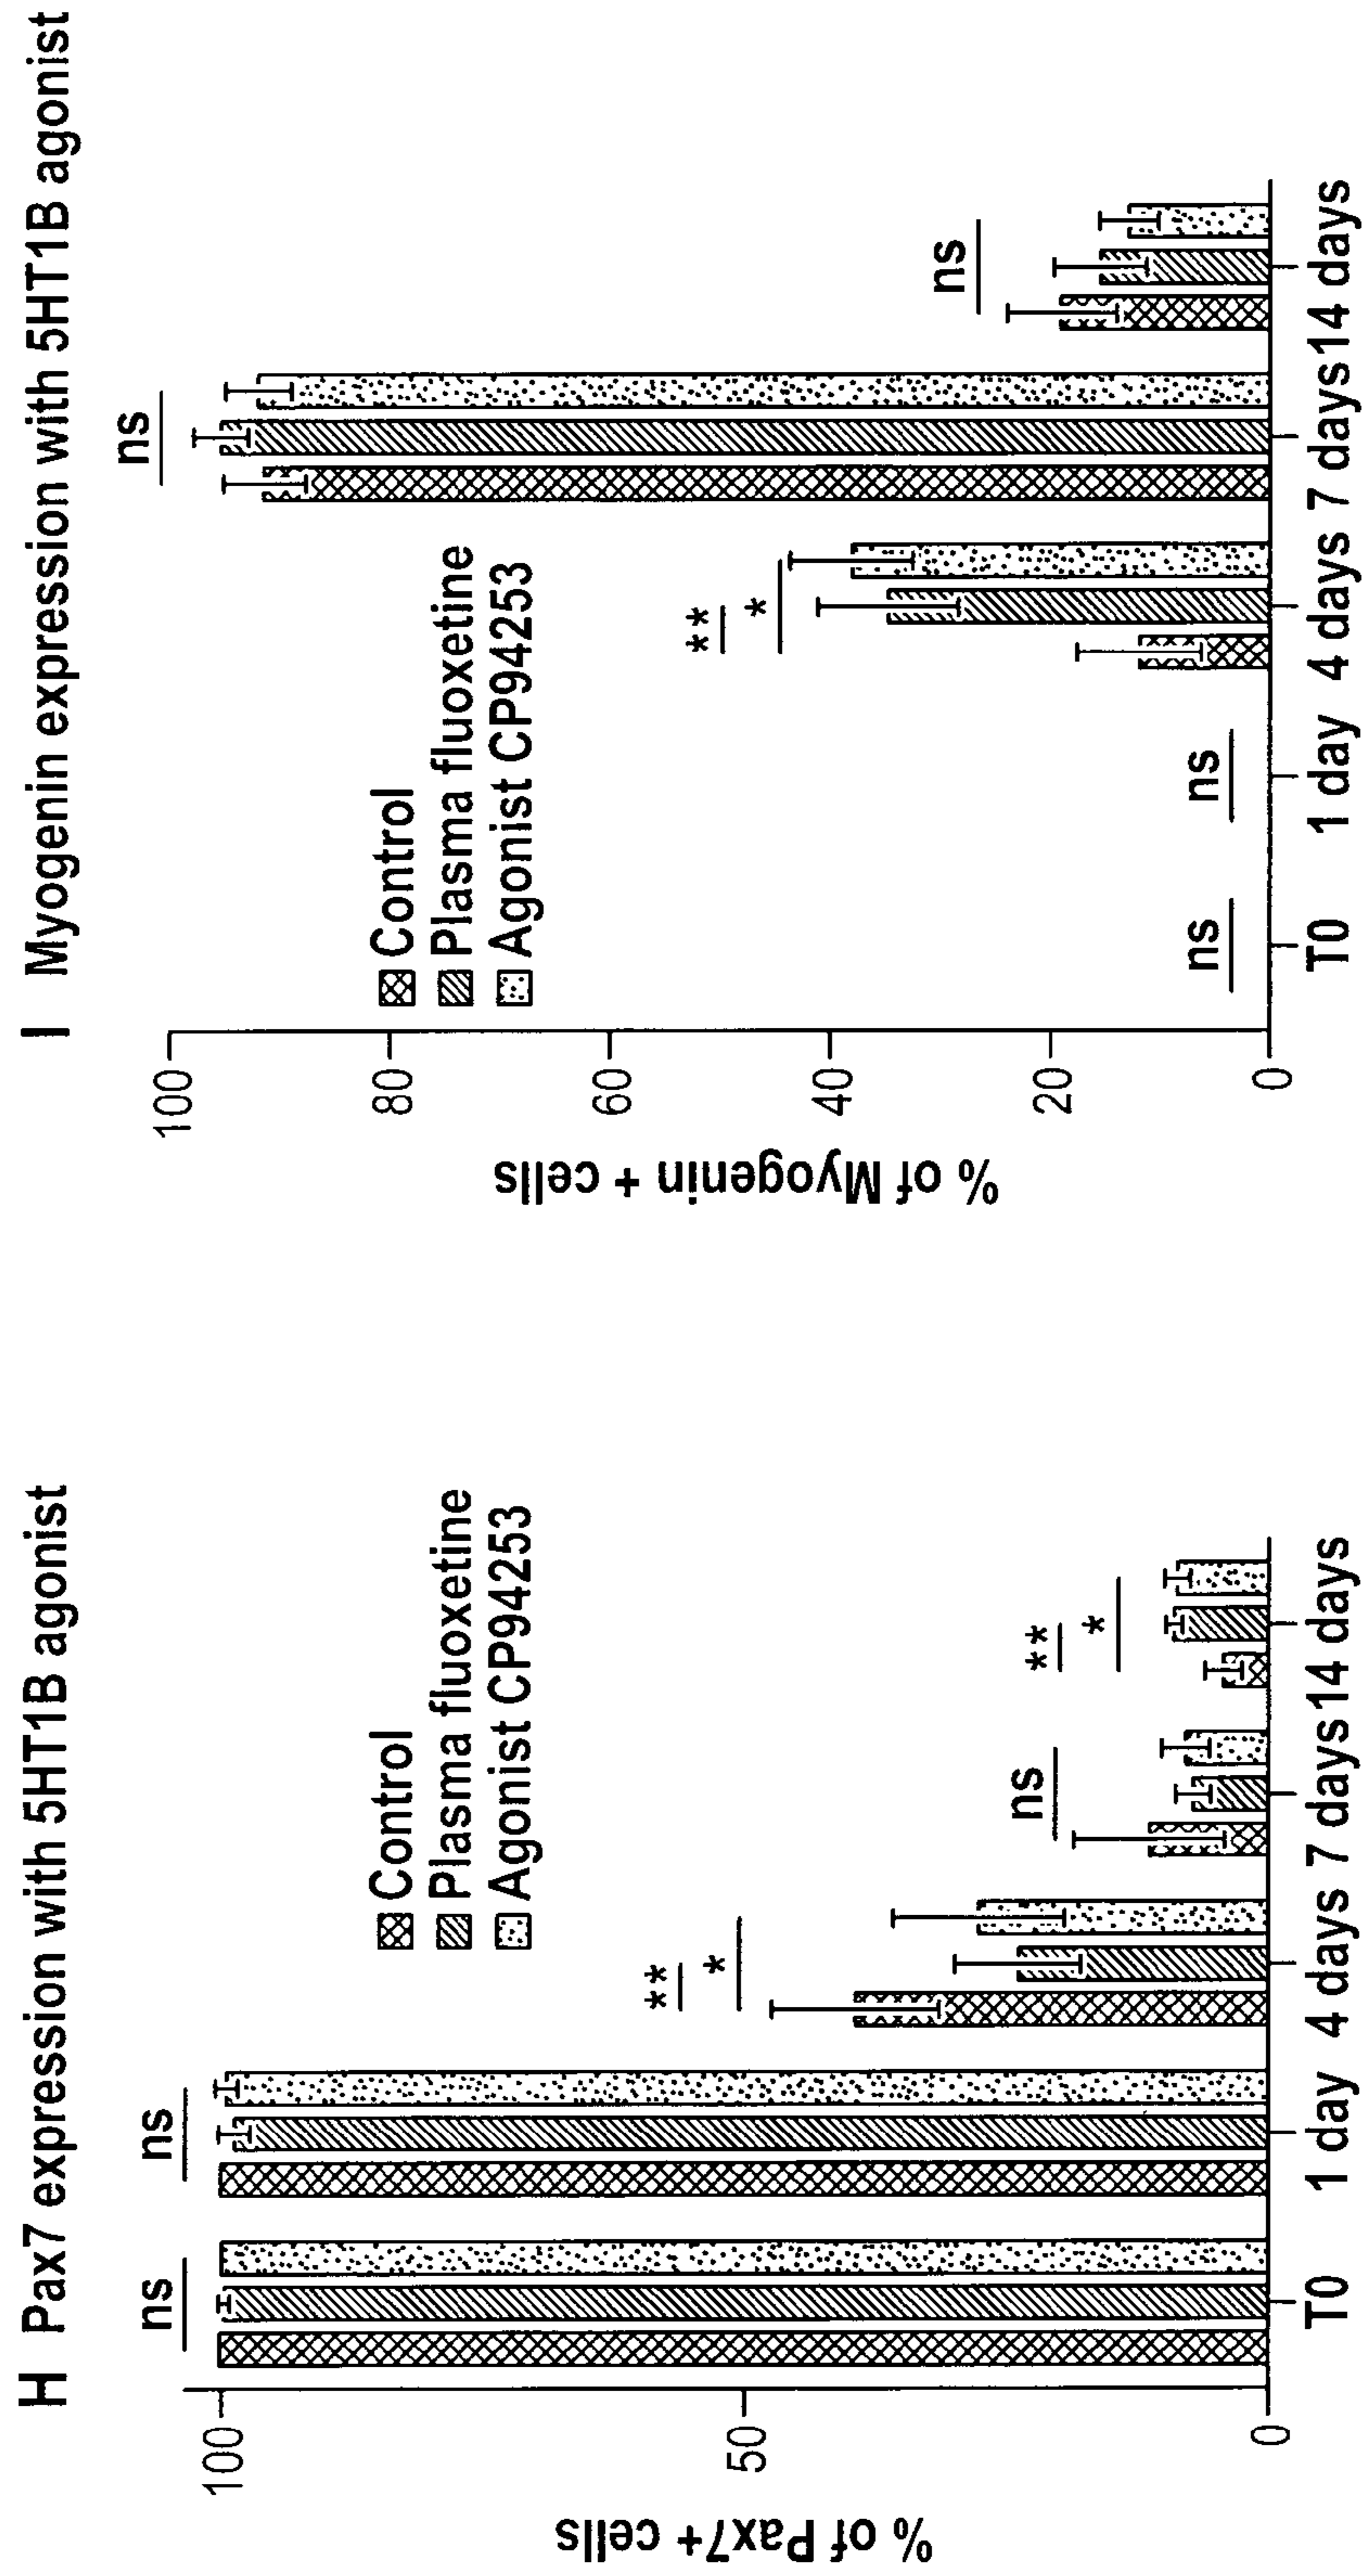 H Pax7 expression with 5HT1B agonist
% of Pax7+ cells
100
50
0
Control
Plasma fluoxetine
Agonist CP94253
ns
ns
** 
*
ns
**
*
T0 1 day 4 days 7 days 14 days
I Myogenin expression with 5HT1B agonist
% of Myogenin + cells
100
80
60
40
20
0
Control
Plasma fluoxetine
Agonist CP94253
ns
ns
**
*
ns
ns
T0 1 day 4 days 7 days 14 days